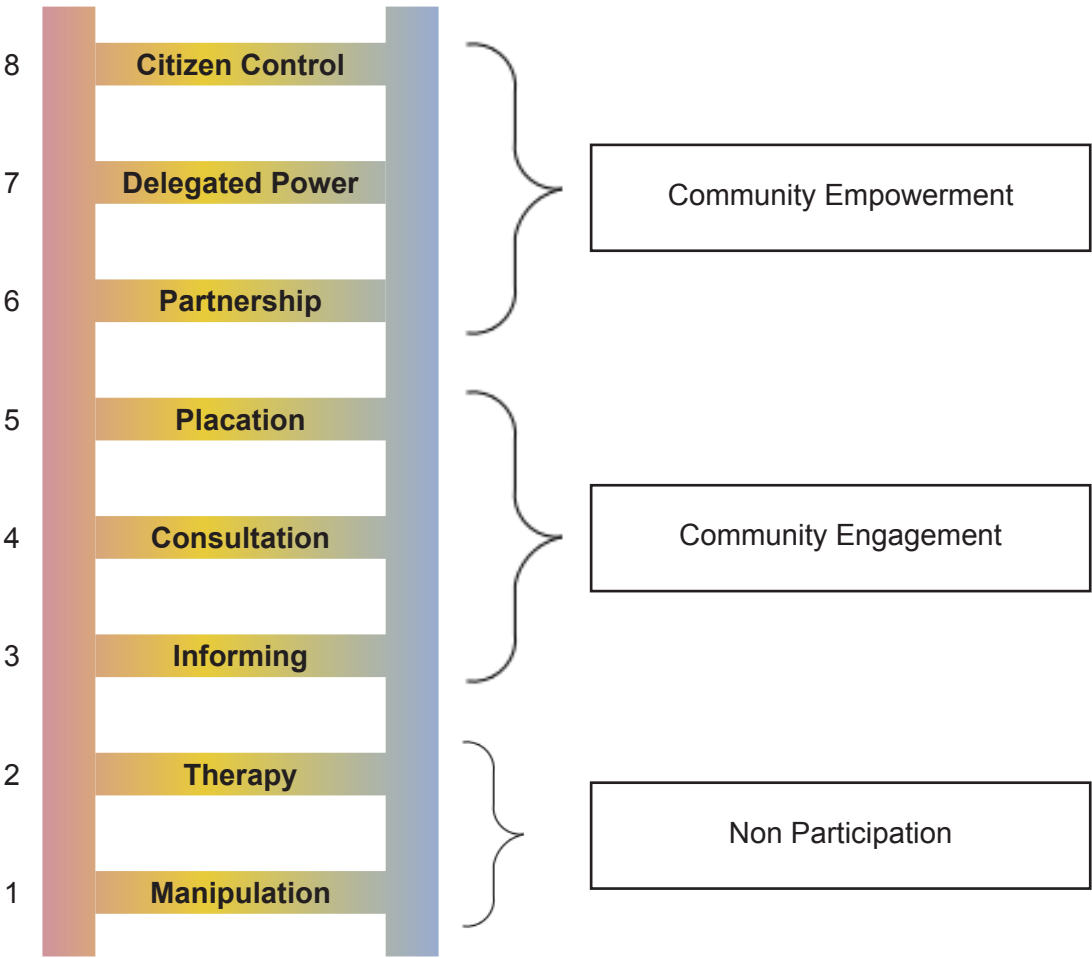 8 Citizen Control
7 Delegated Power
Community Empowerment
6 Partnership
5 Placation
4 Consultation
Community Engagement
3 Informing
2 Therapy
Non Participation
1 Manipulation